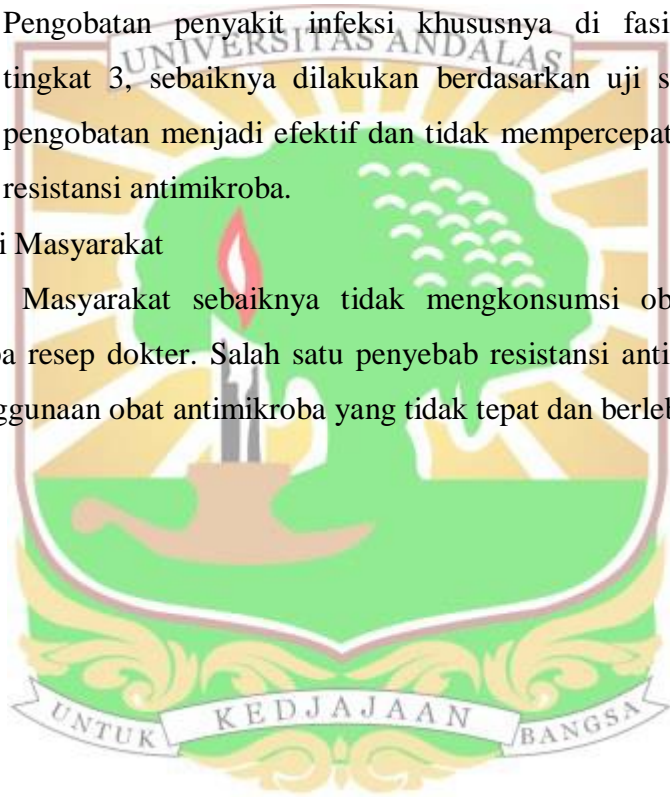 Pengobatan penyakit infeksi khususnya di fasi
UNIVERSITAS ANDALAS
tingkat 3, sebaiknya dilakukan berdasarkan uji s
pengobatan menjadi efektif dan tidak mempercepat
resistansi antimikroba.
i Masyarakat
Masyarakat sebaiknya tidak mengkonsumsi ob
a resep dokter. Salah satu penyebab resistansi anti
ggunaan obat antimikroba yang tidak tepat dan berleb
UNTUK KEDJAJAAN BANGSA